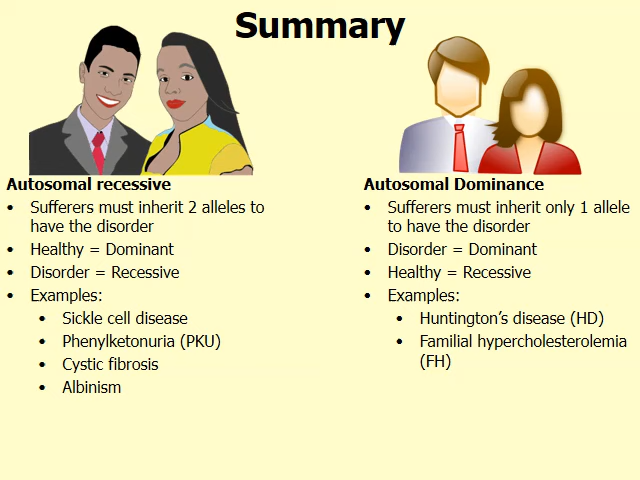 Summary
Autosomal recessive
• Sufferers must inherit 2 alleles to
have the disorder
• Healthy = Dominant
• Disorder = Recessive
• Examples:
• Sickle cell disease
• Phenylketonuria (PKU)
• Cystic fibrosis
• Albinism
Autosomal Dominance
• Sufferers must inherit only 1 allele
to have the disorder
• Disorder = Dominant
• Healthy = Recessive
• Examples:
• Huntington’s disease (HD)
• Familial hypercholesterolemia
(FH)